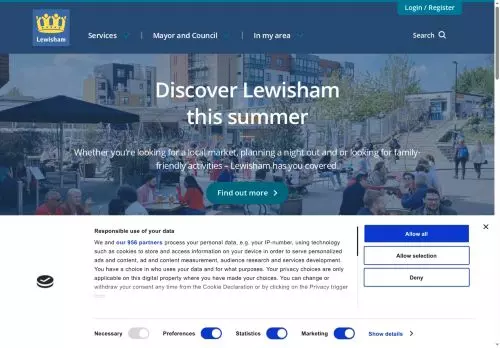 Login / Register
Lewisham
Services
Mayor and Council
In my area
Search
Discover Lewisham
this summer
Whether you're looking for a local market, planning a night out and or looking for family-
friendly activities – Lewisham has you covered.
Find out more
Responsible use of your data
We and our 956 partners process your personal data, e.g. your IP-number, using technology
such as cookies to store and access information on your device in order to serve personalized
ads and content, ad and content measurement, audience research and services development.
You have a choice in who uses your data and for what purposes. Your privacy choices are only
applicable on this digital property where you have made your choices. You can change or
withdraw your consent any time from the Cookie Declaration or by clicking on the Privacy trigger
Allow all
Allow selection
Deny
Necessary
Preferences
Statistics
Marketing
Show details